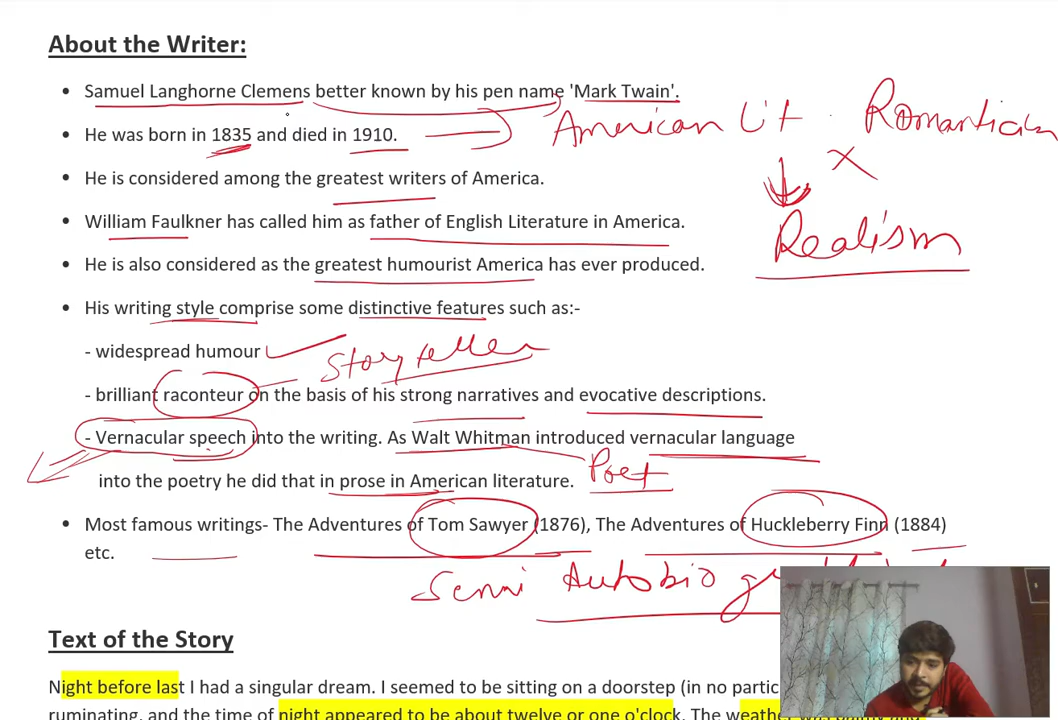 About the Writer:
• Samuel Langhorne Clemens better known by his pen name 'Mark Twain'.
American Lit. Romanticism
• He was born in 1835 and died in 1910.
• He is considered among the greatest writers of America.
• William Faulkner has called him as father of English Literature in America.
Realism
• He is also considered as the greatest humourist America has ever produced.
• His writing style comprise some distinctive features such as:-
- widespread humour
Storyteller
- brilliant raconteur on the basis of his strong narratives and evocative descriptions.
- Vernacular speech into the writing. As Walt Whitman introduced vernacular language
Poet
into the poetry he did that in prose in American literature.
• Most famous writings- The Adventures of Tom Sawyer (1876), The Adventures of Huckleberry Finn (1884)
etc.
Semi
Text of the Story
Night before last I had a singular dream. I seemed to be sitting on a doorstep (in no
ruminating, and the time of night appeared to be about twelve or one o'clock. The weather